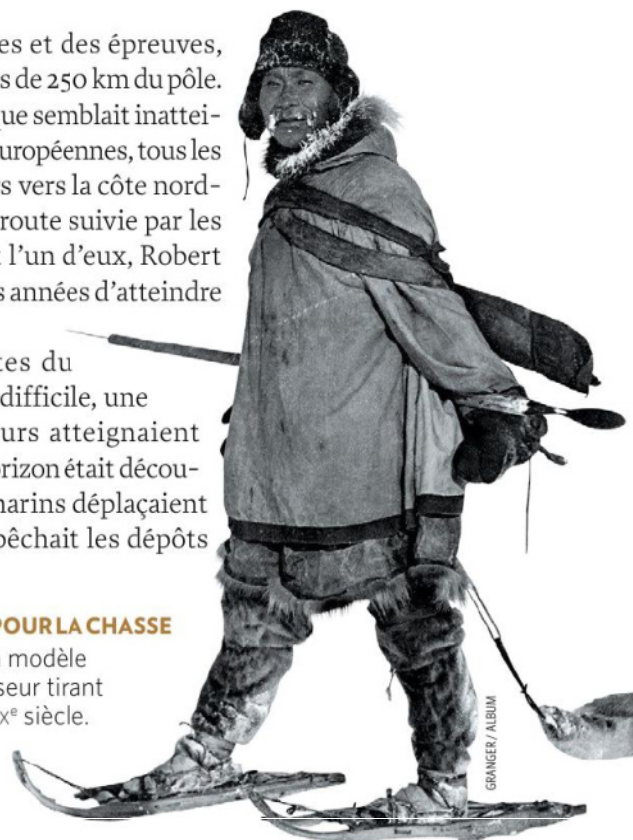 es et des épreuves,
s de 250 km du pôle.
que semblait inattei-
uropéennes, tous les
s vers la côte nord-
route suivie par les
l'un d'eux, Robert
s années d'atteindre
tes du
difficile, une
urs atteignaient
orizon était décou-
marins déplaçaient
pêchait les dépôts
POUR LA CHASSE
modèle
seur tirant
xᵉ siècle.
GRANGER / ALBUM